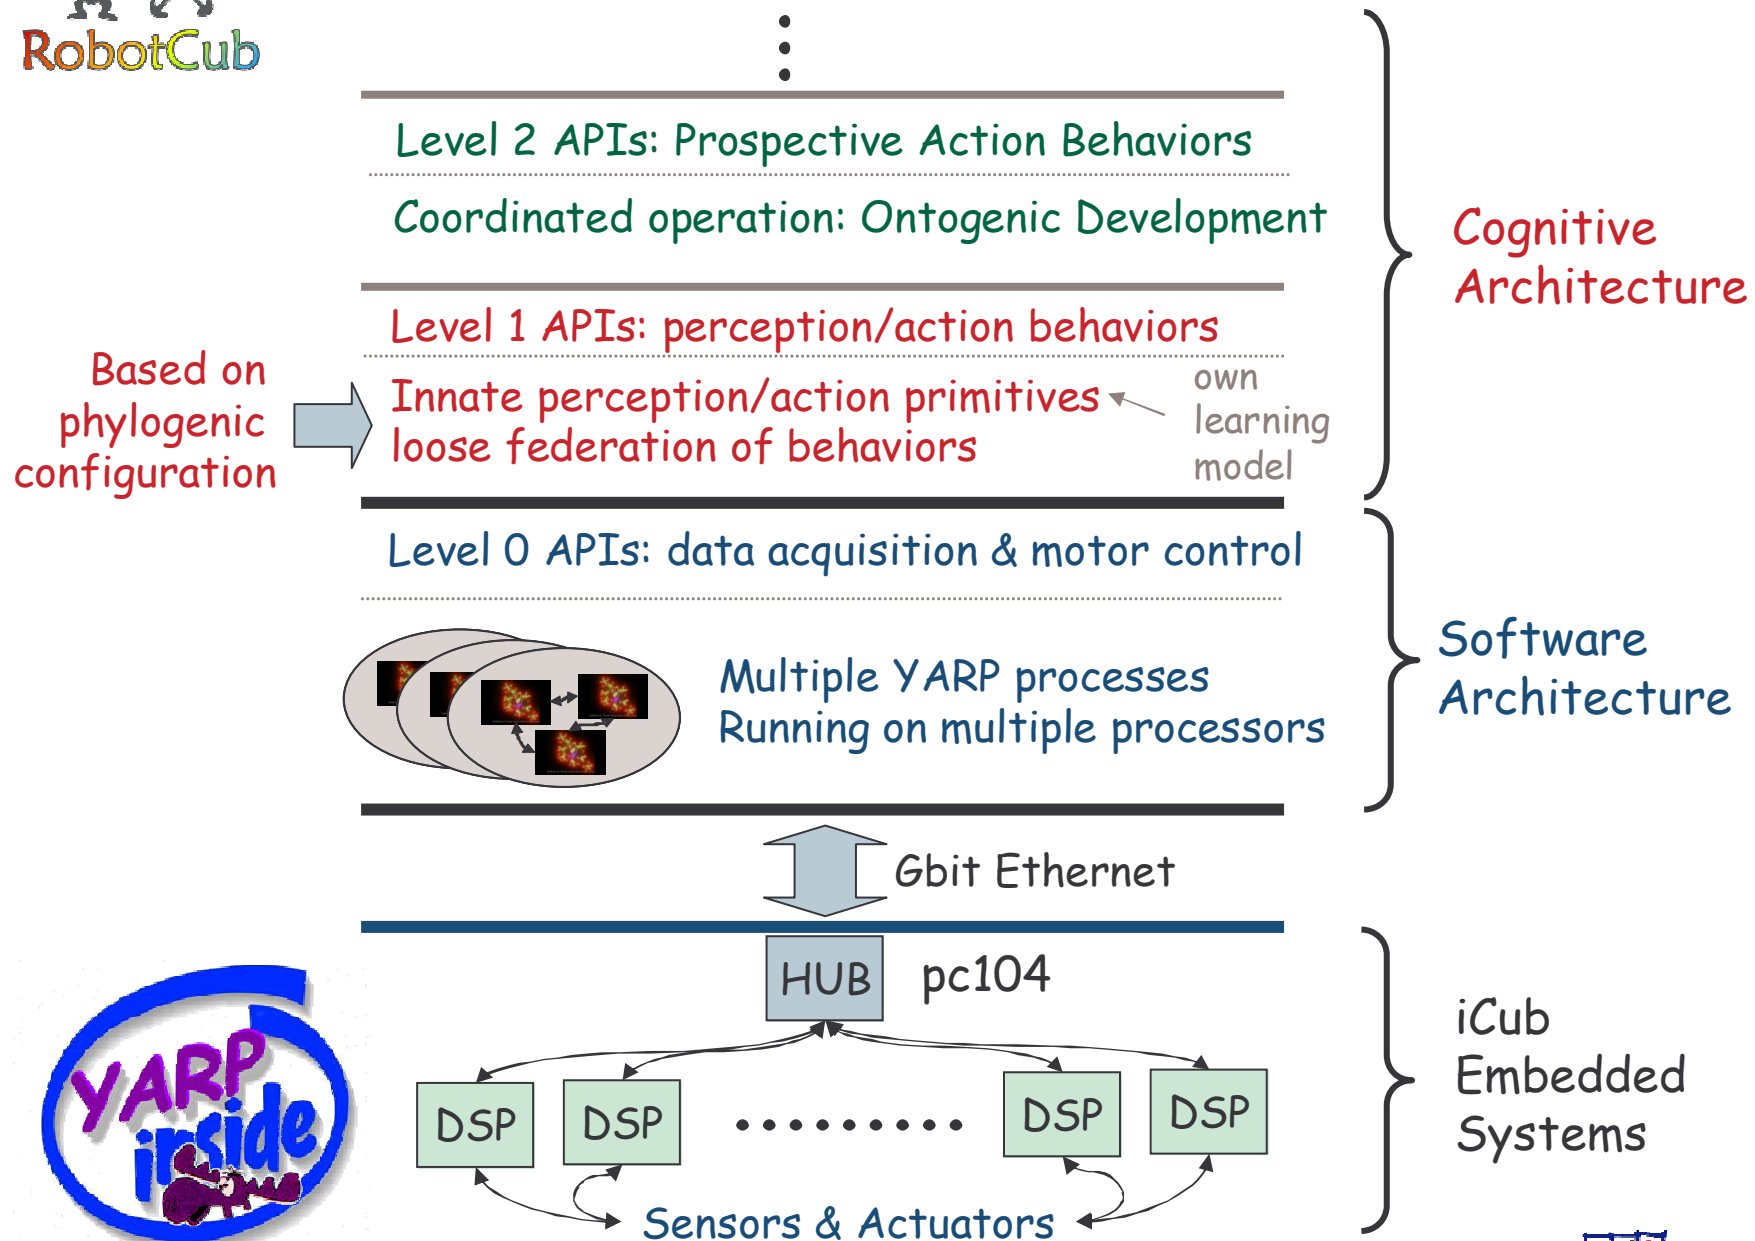 RobotCub
Level 2 APIs: Prospective Action Behaviors
Coordinated operation: Ontogenic Development
Cognitive
Architecture
Level 1 APIs: perception/action behaviors
Based on
phylogenic
configuration
Innate perception/action primitives
loose federation of behaviors
own
learning
model
Level 0 APIs: data acquisition & motor control
Multiple YARP processes
Running on multiple processors
Software
Architecture
Gbit Ethernet
HUB
pc104
iCub
Embedded
Systems
DSP
DSP
DSP
DSP
Sensors & Actuators
YARP
inside